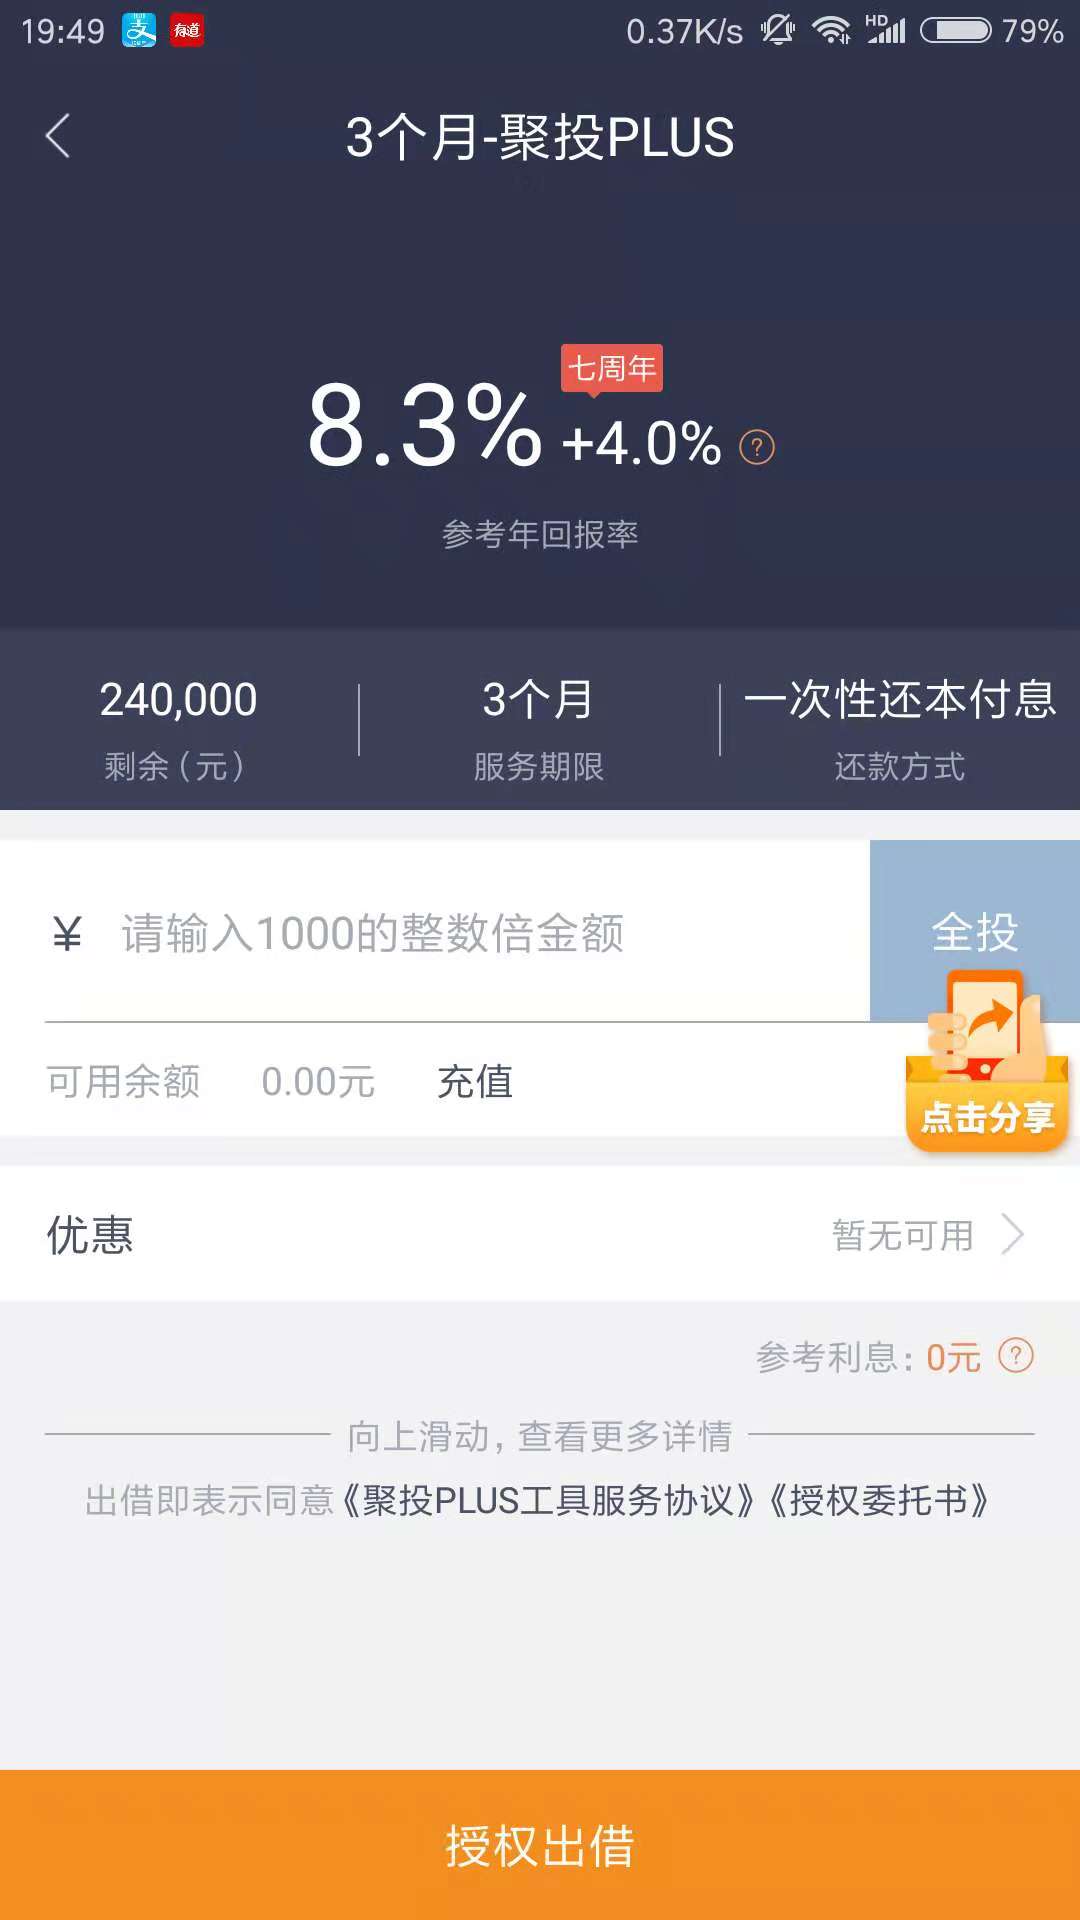 19:49 支 有道 0.37K/s HD 79%
3个月-聚投PLUS
七周年
8.3% +4.0% ?
参考年回报率
240,000 3个月 一次性还本付息
剩余(元) 服务期限 还款方式
¥ 请输入1000的整数倍金额 全投
可用余额 0.00元 充值 点击分享
优惠 暂无可用
参考利息: 0元 ?
向上滑动, 查看更多详情
出借即表示同意《聚投PLUS工具服务协议》《授权委托书》
授权出借